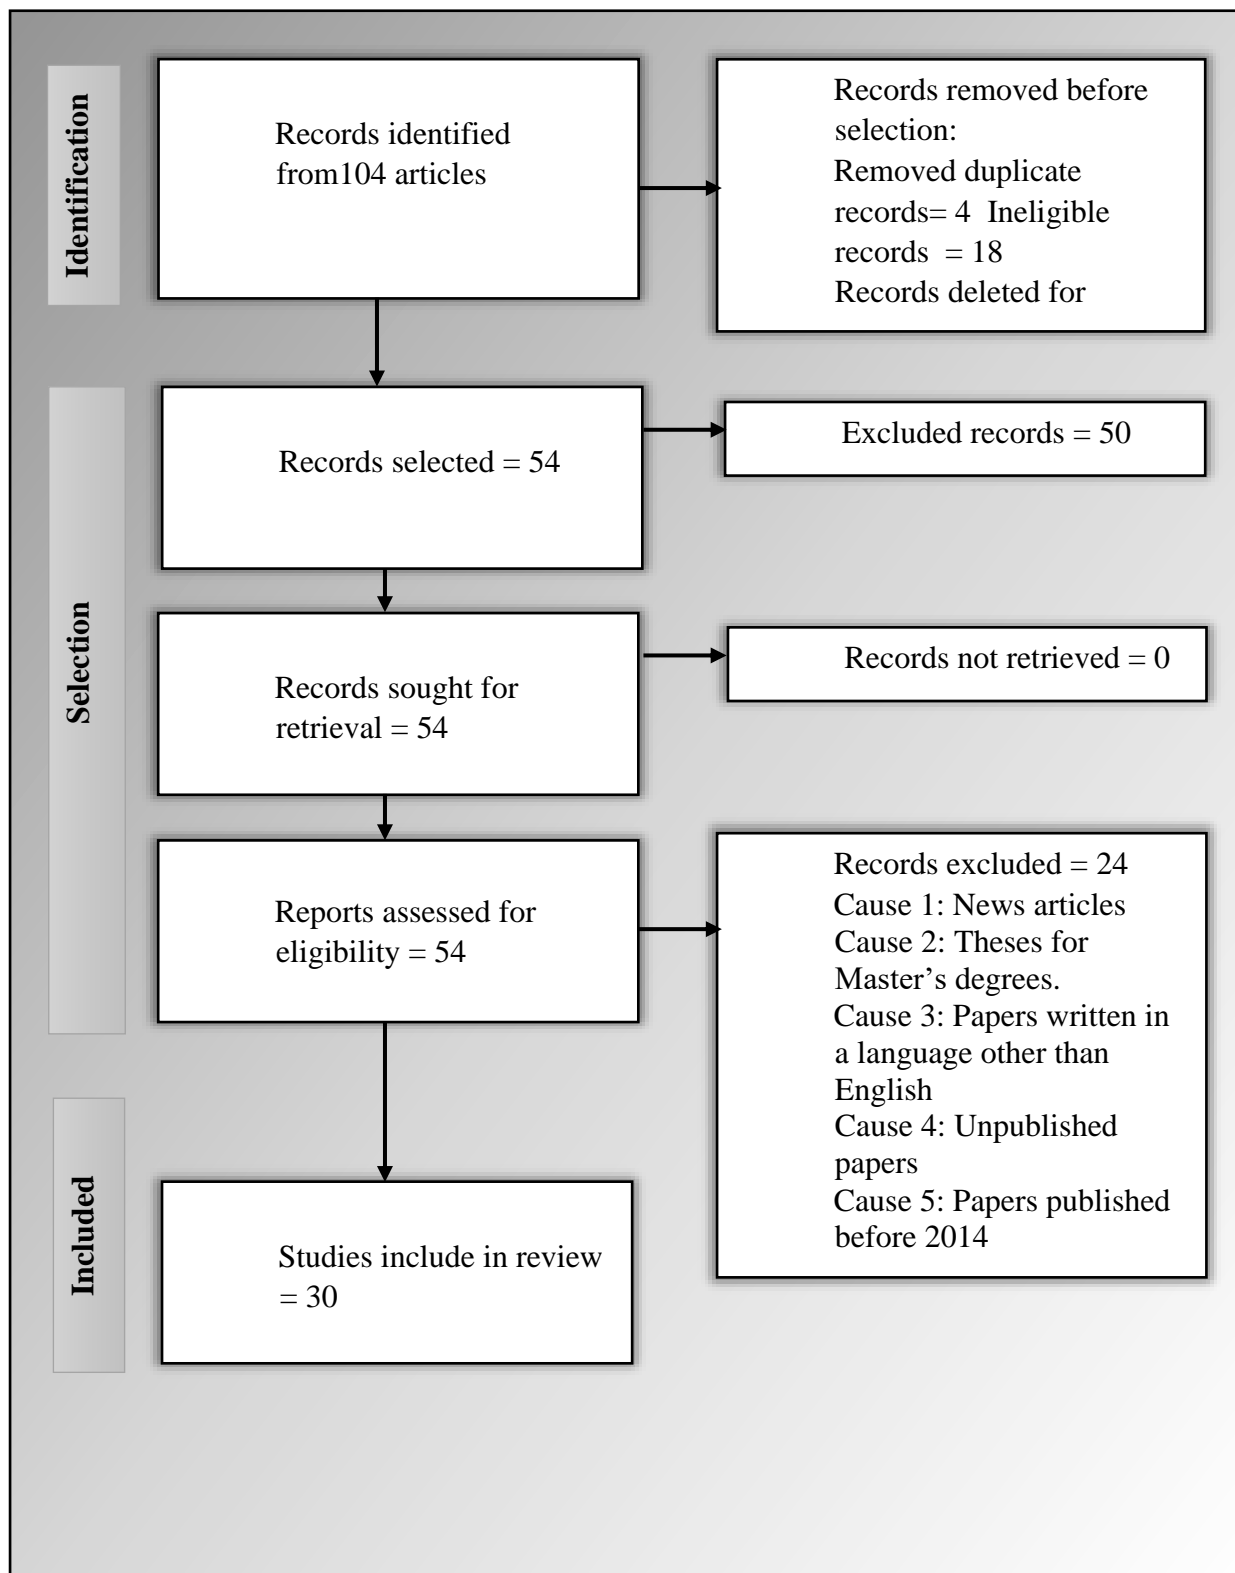 Identification
Records identified
from104 articles
Records removed before
selection:
Removed duplicate
records= 4  Ineligible
records  = 18
Records deleted for
Selection
Records selected = 54
Excluded records = 50
Records sought for
retrieval = 54
Records not retrieved = 0
Reports assessed for
eligibility = 54
Records excluded = 24
Cause 1: News articles
Cause 2: Theses for
Master’s degrees.
Cause 3: Papers written in
a language other than
English
Cause 4: Unpublished
papers
Cause 5: Papers published
before 2014
Included
Studies include in review
= 30